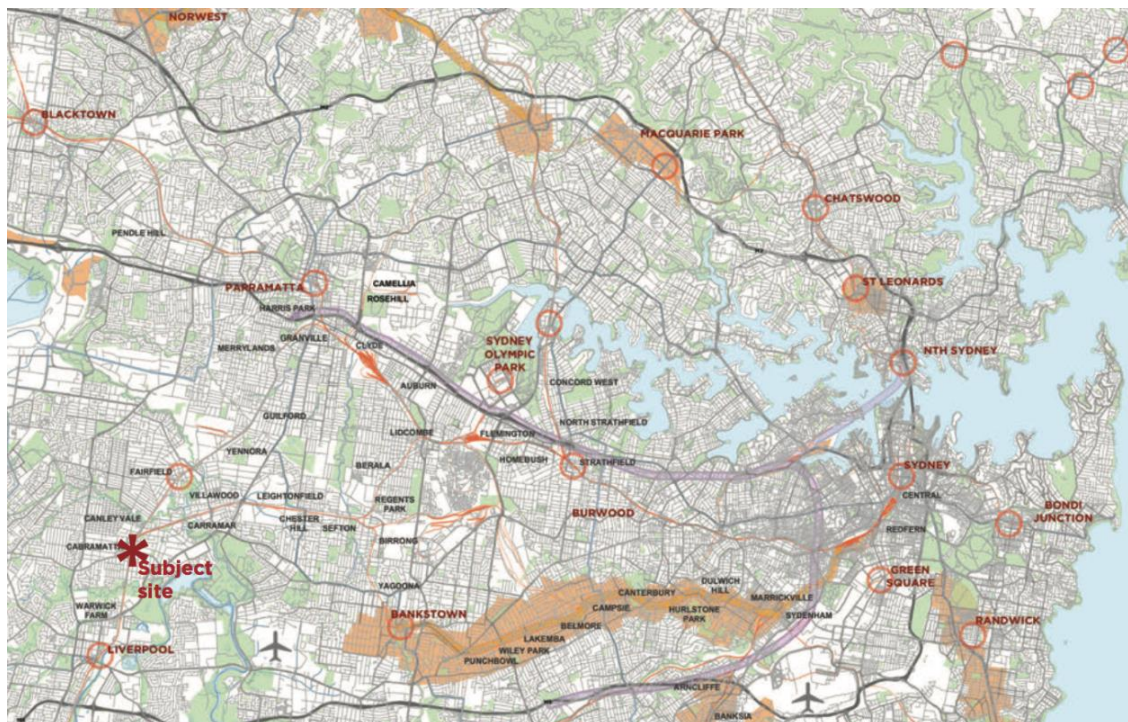 NORWEST
BLACKTOWN
MACQUARIE PARK
CHATSWOOD
PENDLE HILL
PARRAMATTA
CAMELLIA
ROSEHILL
ST LEONARDS
HARRIS PARK
GRANVILLE
MERRYLANDS
CLYDE
SYDNEY
OLYMPIC
PARK
NTH SYDNEY
AUBURN
CONCORD WEST
GUILFORD
NORTH STRATHFIELD
LIDCOMBE
FLEMINGTON
YENNORA
HOMEBUSH
STRATHFIELD
BERALA
FAIRFIELD
SYDNEY
VILLAWOOD
LEIGHTONFIELD
CENTRAL
REGENTS
PARK
BURWOOD
BONDI
JUNCTION
CANLEY VALE
CARRAMAR
CHESTER
HILL
SEFTON
BIRRONG
REDFERN
CABRAMATTA
Subject
site
GREEN
SQUARE
YAGOONA
DULWICH
HILL
CANTERBURY
MARRICKVILLE
WARWICK
FARM
BANKSTOWN
CAMPSIE
HURLSTONE
PARK
SYDENHAM
RANDWICK
BELMORE
LAKEMBA
WILEY PARK
PUNCHBOWL
LIVERPOOL
ARNCLIFFE
BANKSIA